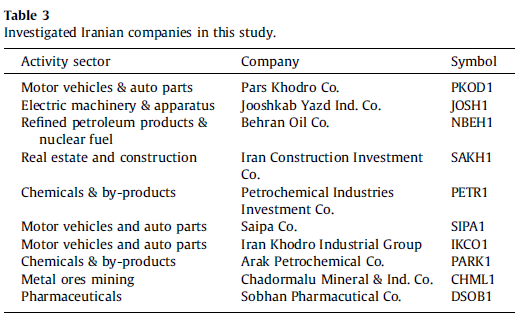 Table 3
Investigated Iranian companies in this study.
Activity sector Company Symbol
Motor vehicles & auto parts Pars Khodro Co. PKOD1
Electric machinery & apparatus Jooshkab Yazd Ind. Co. JOSH1
Refined petroleum products & Behran Oil Co. NBEH1
nuclear fuel
Real estate and construction Iran Construction Investment SAKH1
Co.
Chemicals & by-products Petrochemical Industries PETR1
Investment Co.
Motor vehicles and auto parts Saipa Co. SIPA1
Motor vehicles and auto parts Iran Khodro Industrial Group IKCO1
Chemicals & by-products Arak Petrochemical Co. PARK1
Metal ores mining Chadormalu Mineral & Ind. Co. CHML1
Pharmaceuticals Sobhan Pharmacutical Co. DSOB1